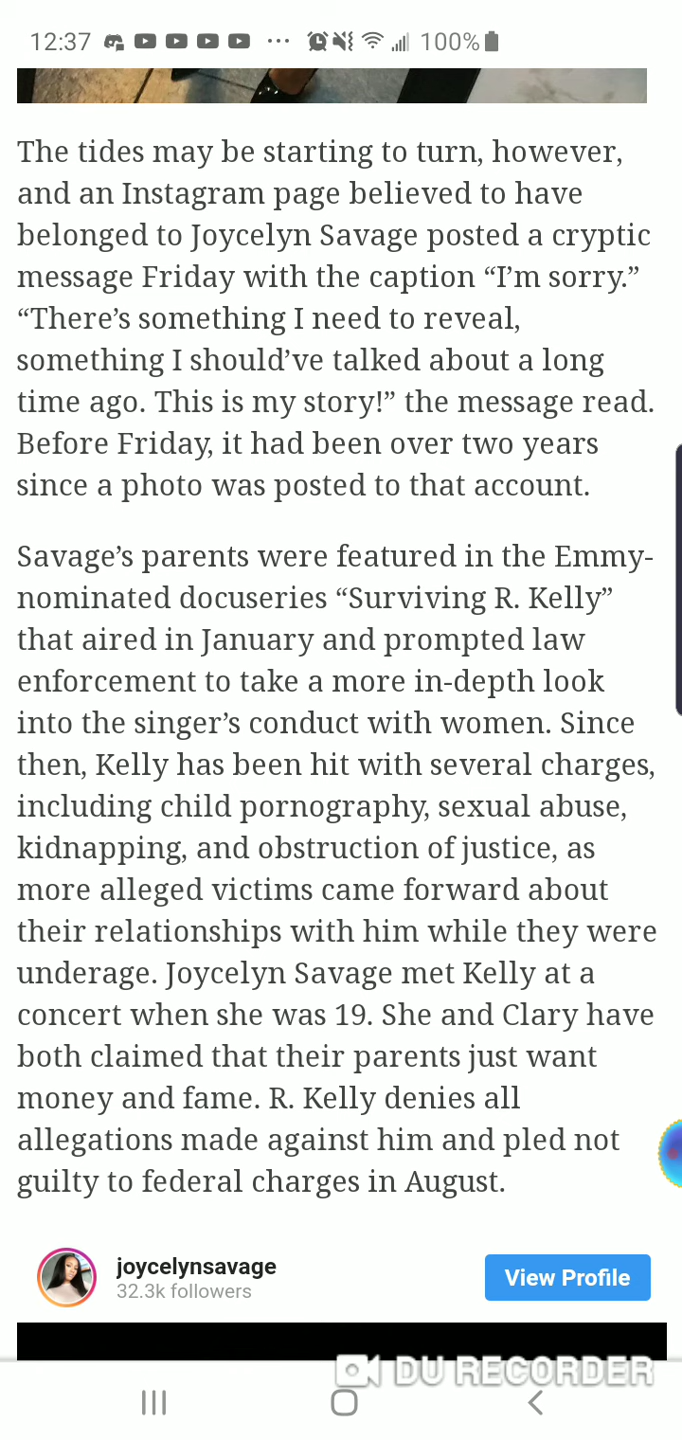 12:37 ... 100%
The tides may be starting to turn, however,
and an Instagram page believed to have
belonged to Joycelyn Savage posted a cryptic
message Friday with the caption “I’m sorry.”
“There’s something I need to reveal,
something I should’ve talked about a long
time ago. This is my story!” the message read.
Before Friday, it had been over two years
since a photo was posted to that account.
Savage’s parents were featured in the Emmy-
nominated docuseries “Surviving R. Kelly”
that aired in January and prompted law
enforcement to take a more in-depth look
into the singer’s conduct with women. Since
then, Kelly has been hit with several charges,
including child pornography, sexual abuse,
kidnapping, and obstruction of justice, as
more alleged victims came forward about
their relationships with him while they were
underage. Joycelyn Savage met Kelly at a
concert when she was 19. She and Clary have
both claimed that their parents just want
money and fame. R. Kelly denies all
allegations made against him and pled not
guilty to federal charges in August.
joycelynsavage
32.3k followers
View Profile
DU RECORDER